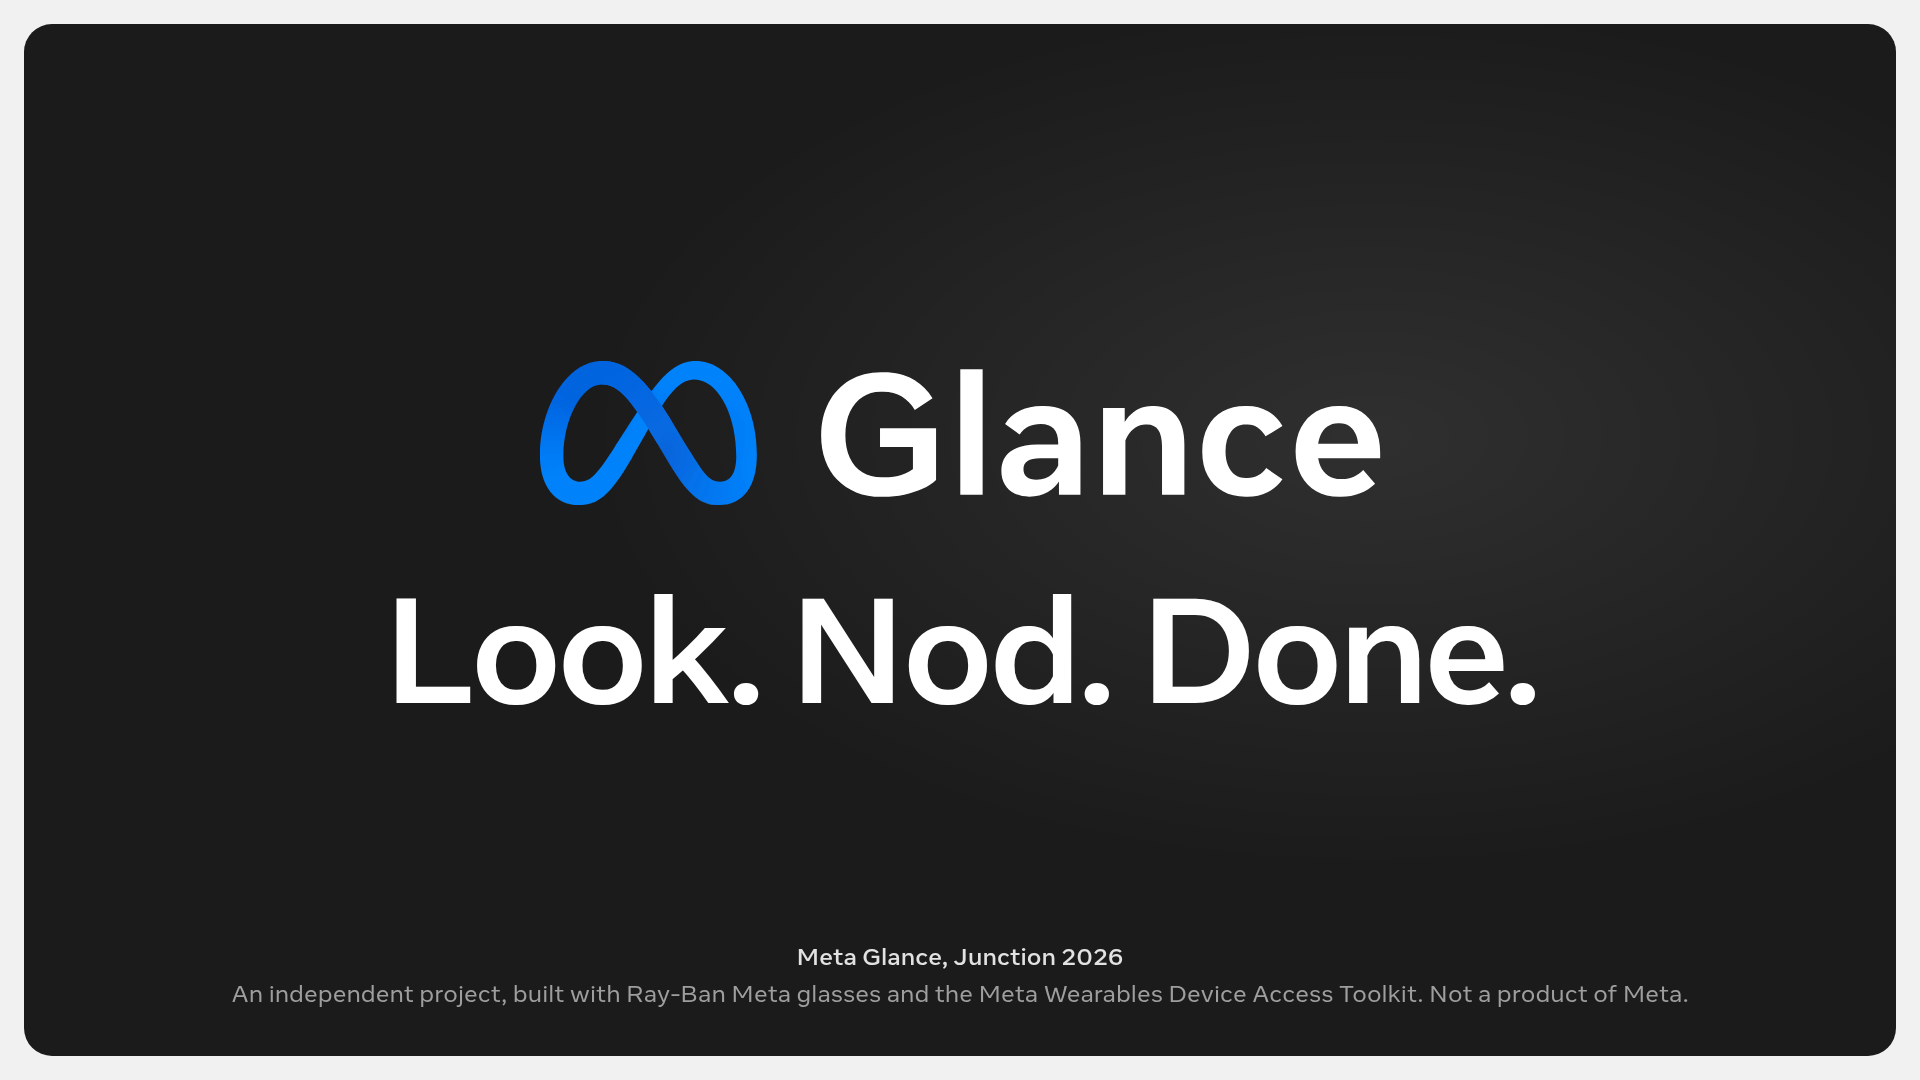 Glance
Look. Nod. Done.
Meta Glance, Junction 2026
An independent project, built with Ray-Ban Meta glasses and the Meta Wearables Device Access Toolkit. Not a product of Meta.